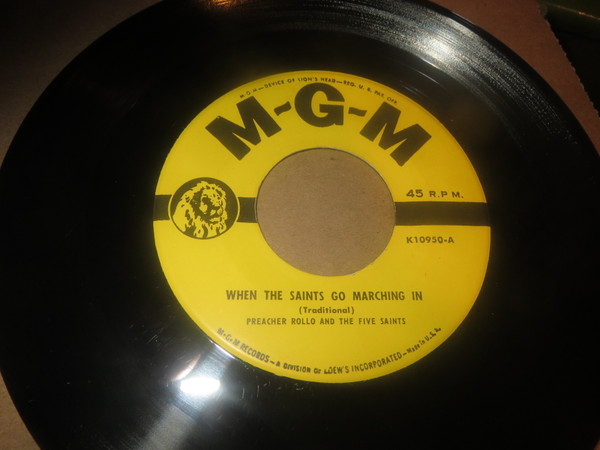 M-G-M—DEVICE OF LION'S HEAD—REG. U. S. PAT. OFF.
M-G-M
45 R.P.M.
K10950-A
WHEN THE SAINTS GO MARCHING IN
(Traditional)
PREACHER ROLLO AND THE FIVE SAINTS
M-G-M RECORDS—A DIVISION OF LOEW'S INCORPORATED—Made in U.S.A.